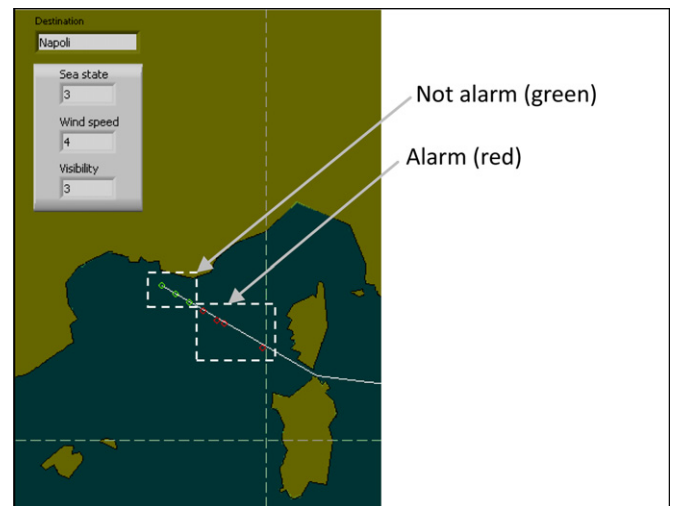 Destination
Napoli
Sea state
3
Wind speed
4
Visibility
3
Not alarm (green)
Alarm (red)